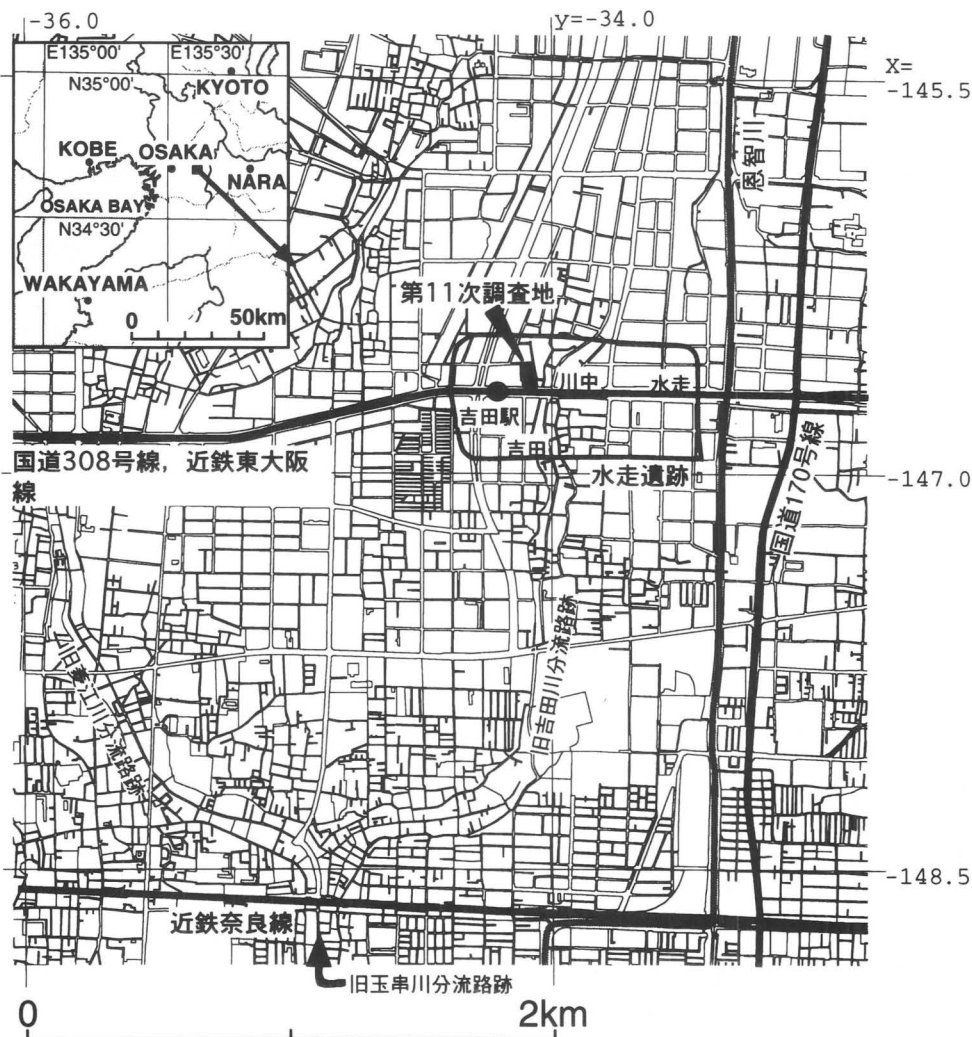 -36.0
y=-34.0
X=
-145.5
E135°00'
E135°30'
N35°00'
KYOTO
KOBE
OSAKA
NARA
OSAKA BAY
N34°30'
WAKAYAMA
0
50km
恩智川
第11次調査地
川中
水走
吉田駅
吉田
水走遺跡
国道308号線，近鉄東大阪
線
-147.0
国道170号線
旧菱江川分流路跡
旧吉田川分流路跡
-148.5
近鉄奈良線
旧玉串川分流路跡
0
2km